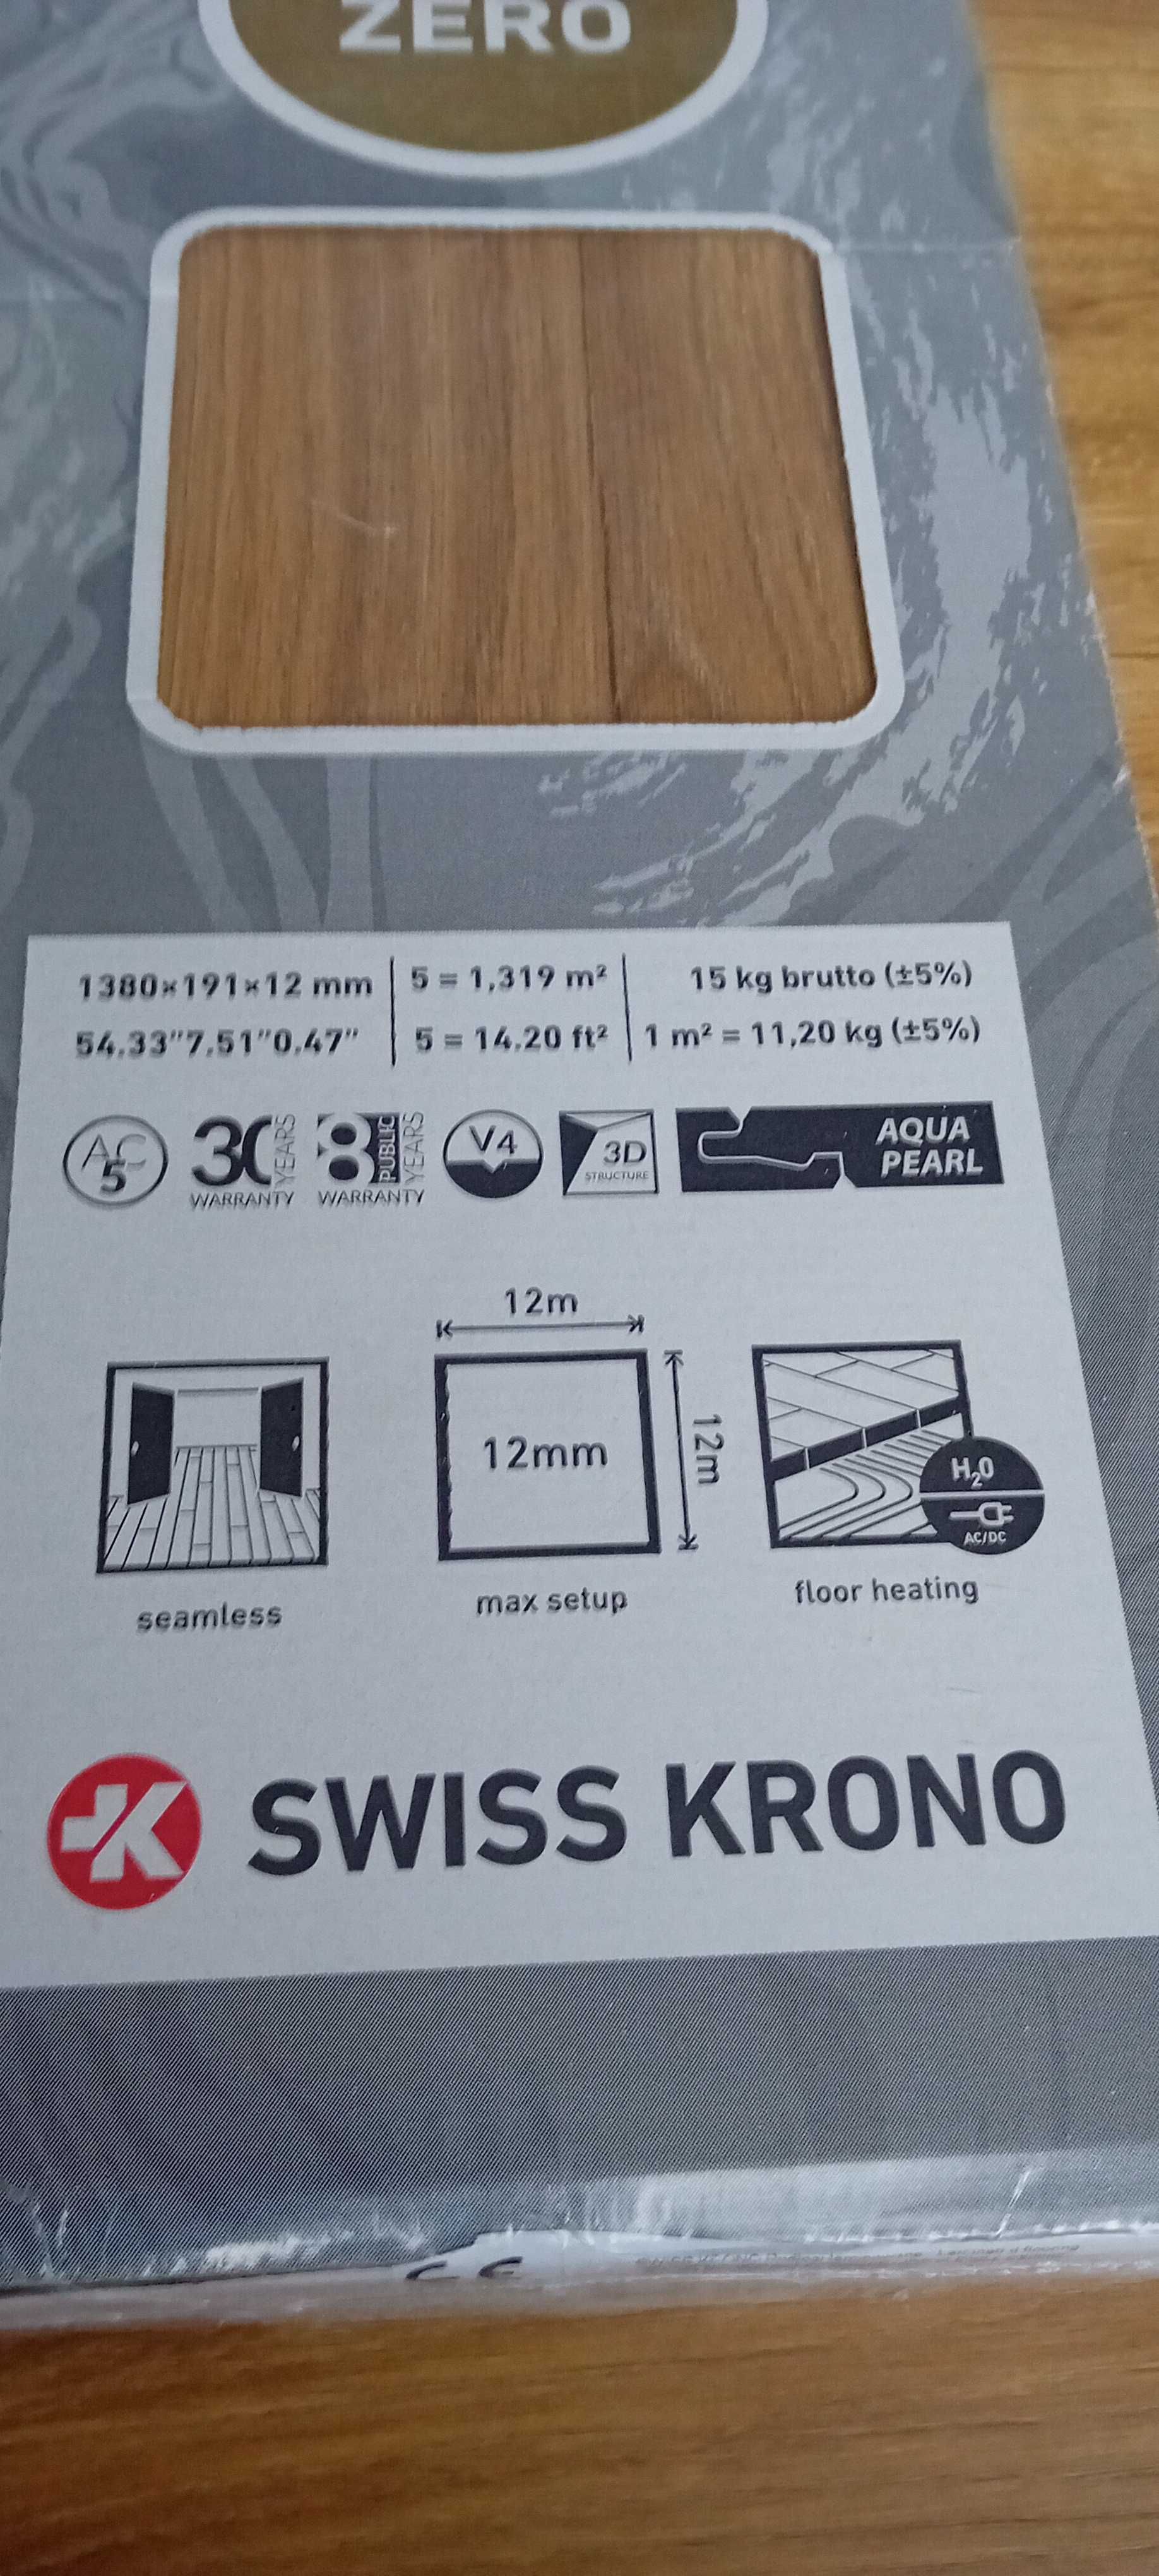 ZERO
1380×191×12 mm
54.33"7.51"0.47"
5 = 1,319 m²
5 = 14.20 ft²
15 kg brutto (±5%)
1 m² = 11,20 kg (±5%)
AC
5
30 YEARS
WARRANTY
8 PUBLIC YEARS
WARRANTY
V4
3D
STRUCTURE
AQUA
PEARL
12m
12mm
12m
H₂O
AC/DC
seamless
max setup
floor heating
SWISS KRONO
CE